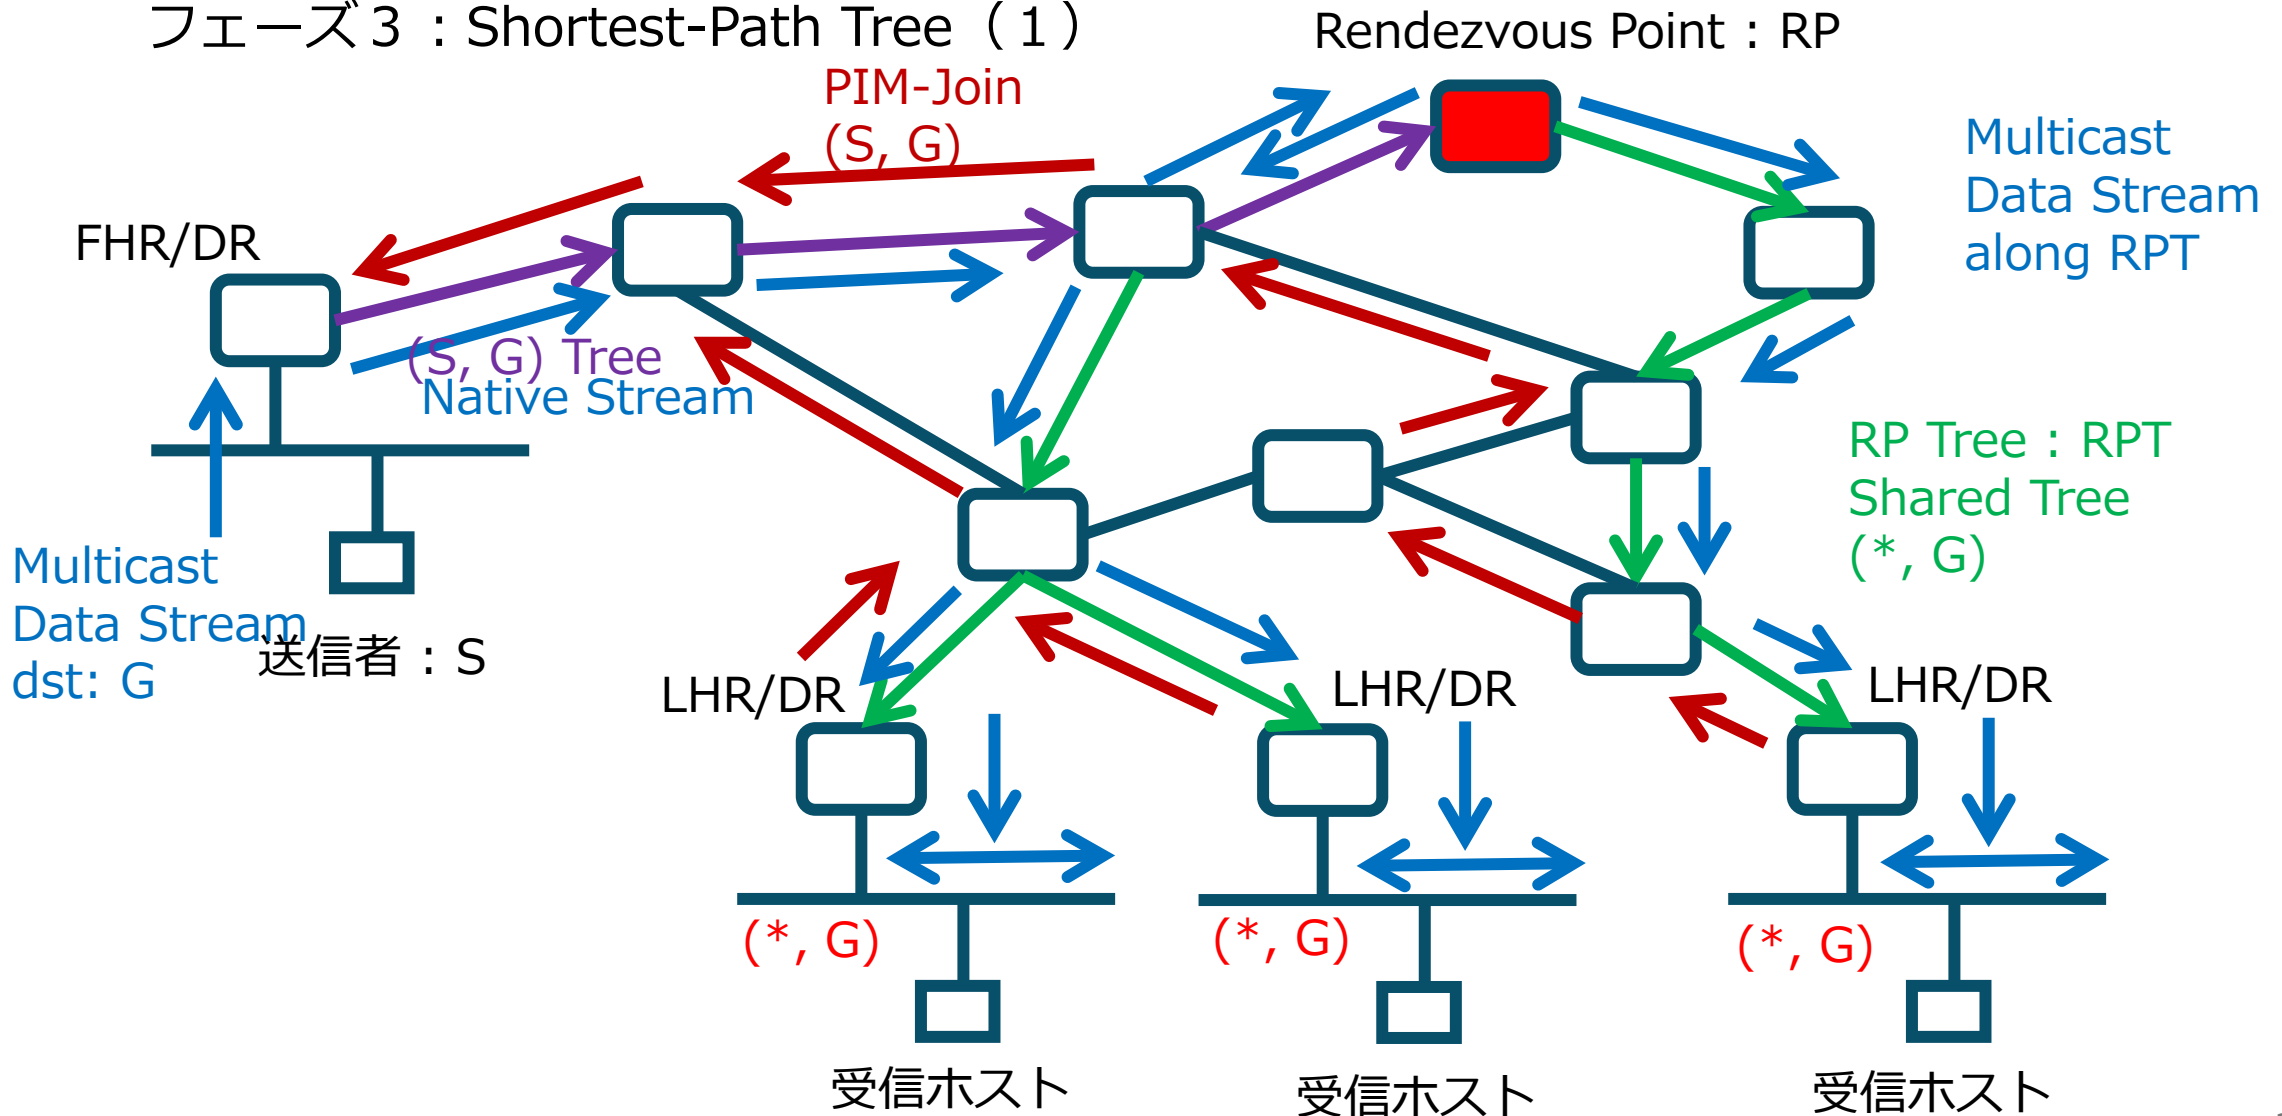 フェーズ３：Shortest-Path Tree（１）
Rendezvous Point：RP
PIM-Join
(S, G)
Multicast
Data Stream
along RPT
FHR/DR
(S, G) Tree
Native Stream
RP Tree：RPT
Shared Tree
(*, G)
Multicast
Data Stream
dst: G
送信者：S
LHR/DR
LHR/DR
LHR/DR
(*, G)
(*, G)
(*, G)
受信ホスト
受信ホスト
受信ホスト